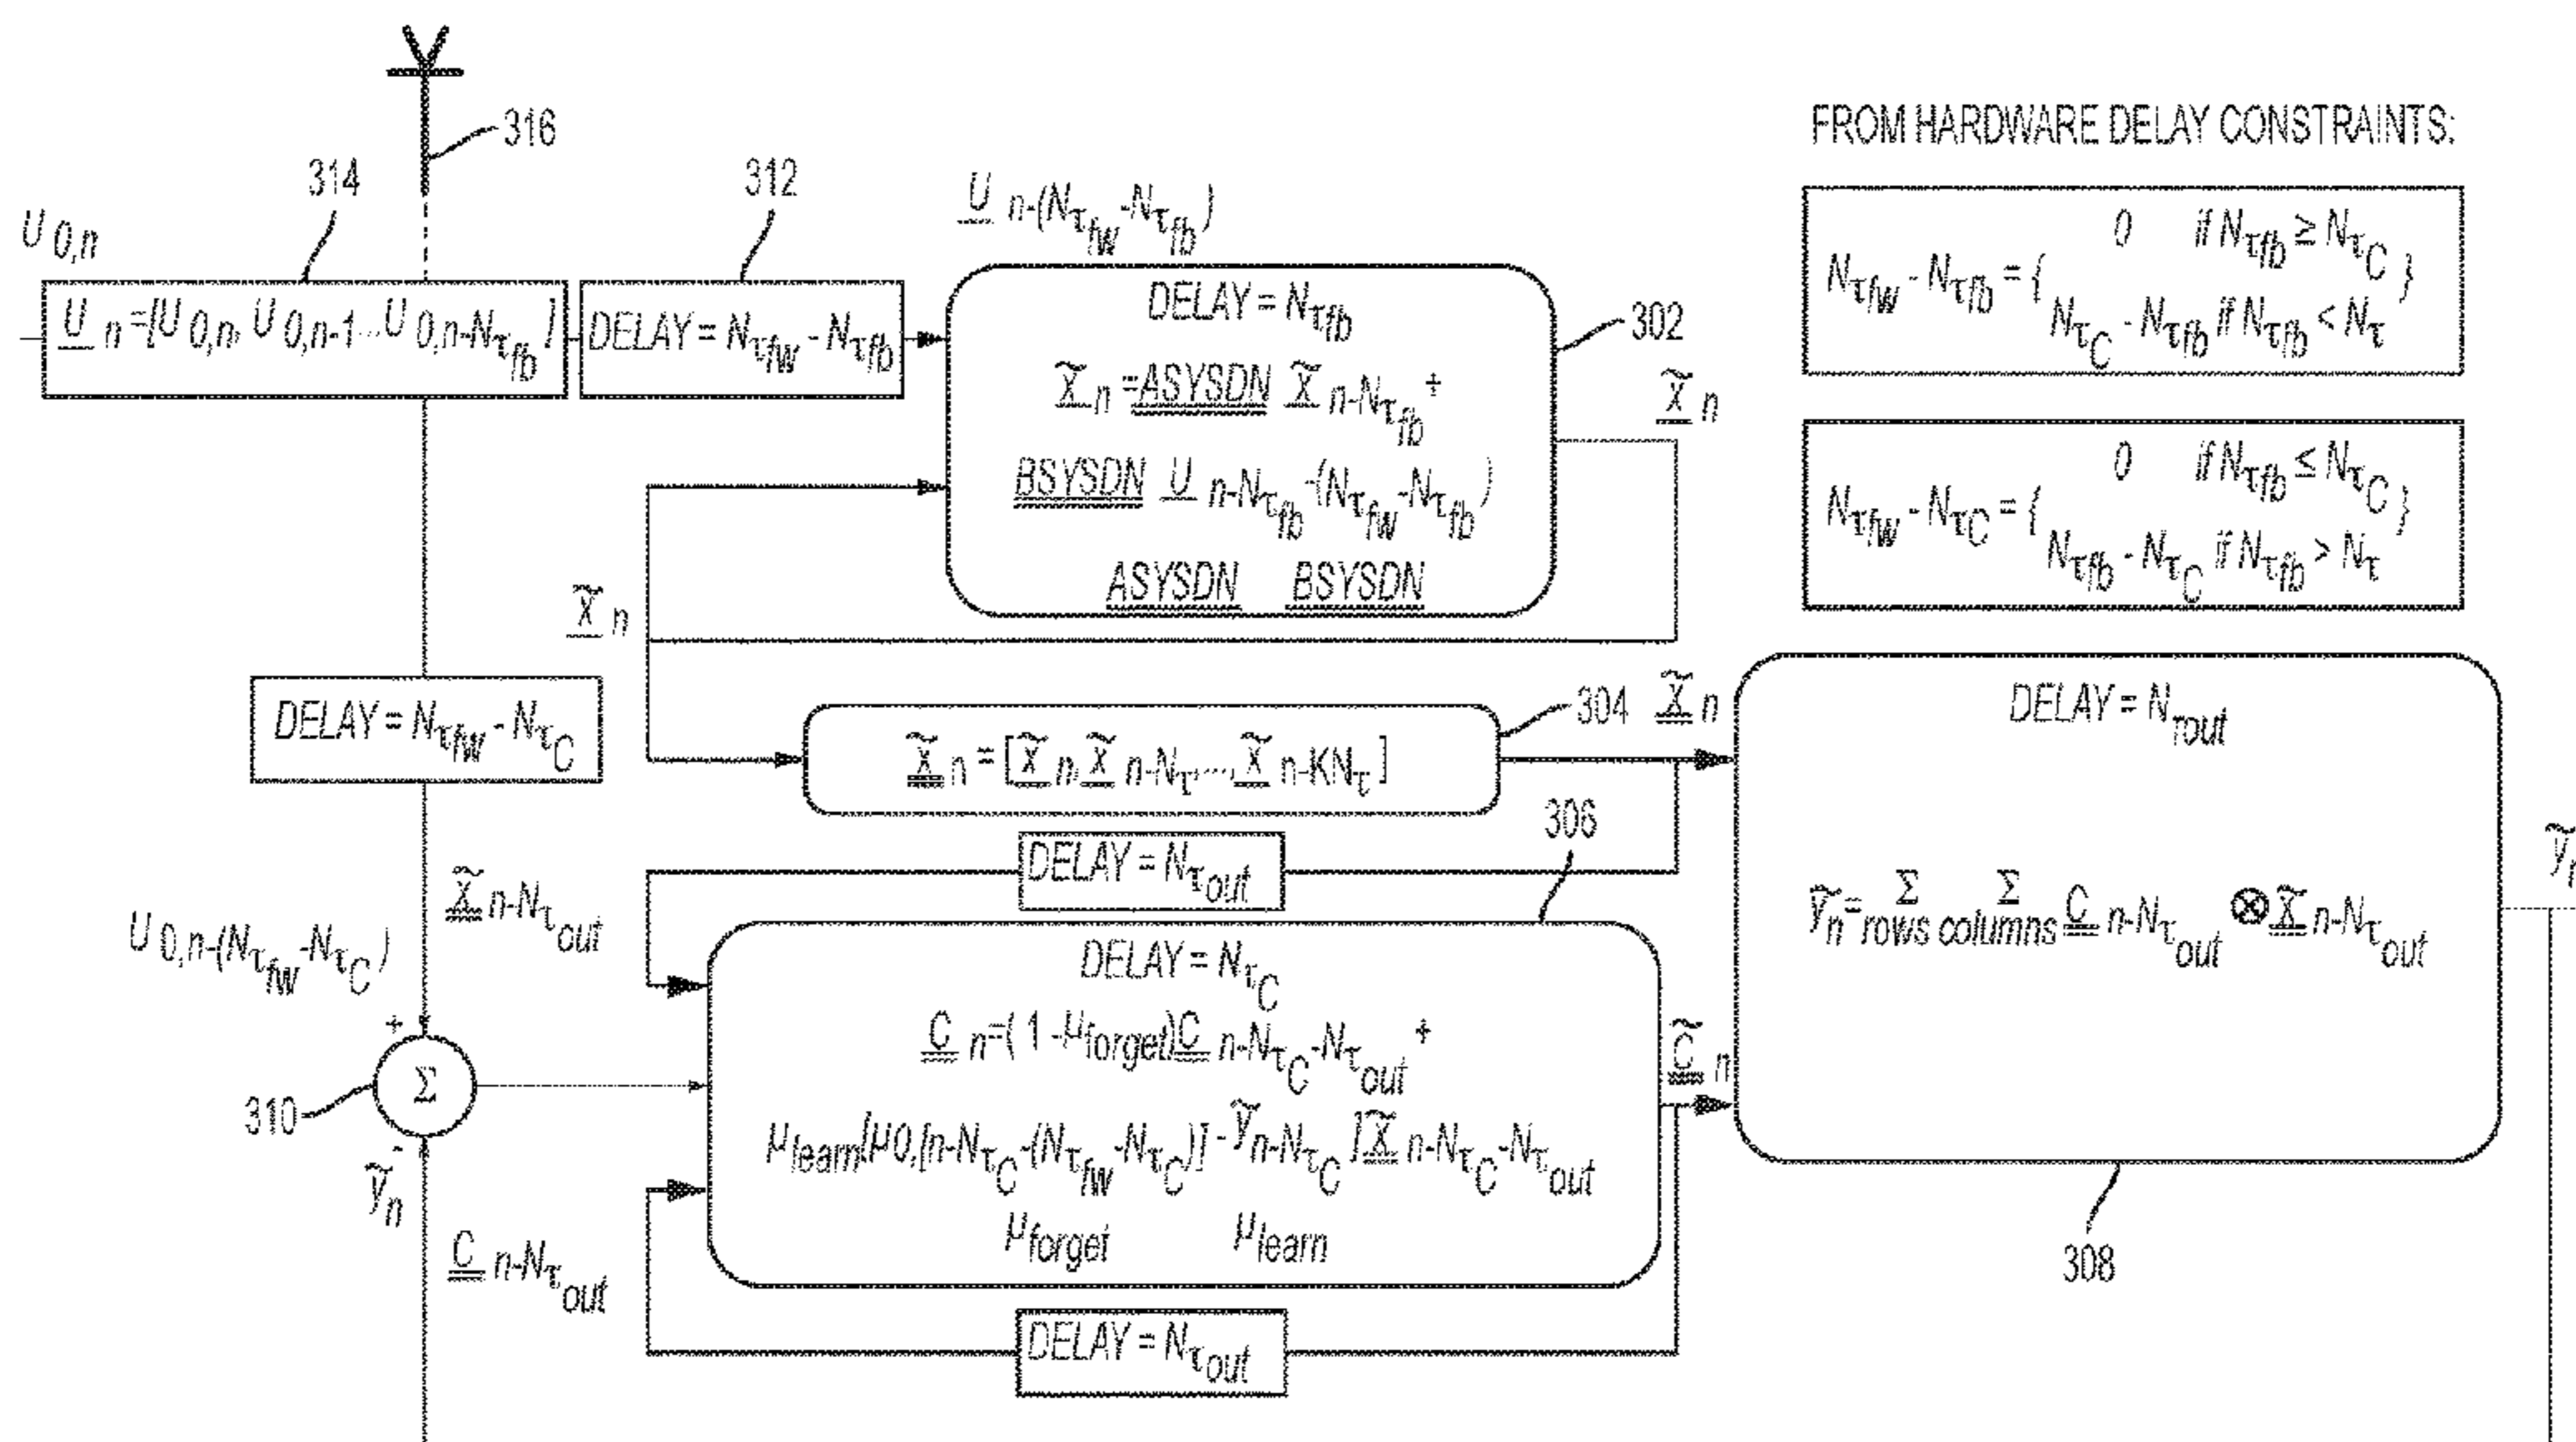 316
FROM HARDWARE DELAY CONSTRAINTS:
314
312
U 0,n
U n-(Nτfw-Nτfb)
U n=[U 0,n, U 0,n-1...U 0,n-Nτfb]
DELAY = Nτfw - Nτfb
DELAY = Nτfb
X̃ n =ASYSDN X̃ n-Nτfb+
BSYSDN U n-Nτfb-(Nτfw-Nτfb)
ASYSDN BSYSDN
302
X̃ n
0 if Nτfb ≥ NτC
Nτfw - Nτfb = { }
NτC - Nτfb if Nτfb < Nτ
0 if Nτfb ≤ NτC
Nτfw - NτC = { }
Nτfb - NτC if Nτfb > Nτ
X̃ n
DELAY = Nτfw - NτC
X̃ n = [X̃ n, X̃ n-Nτ,...,X̃ n-KNτ]
304
X̃ n
DELAY = Nτout
306
DELAY = Nτout
X̃ n-Nτout
U 0,n-(Nτfw-NτC)
+
Σ
310
-
ỹn
C n-Nτout
DELAY = NτC
C n=( 1 -μforget)C n-NτC-Nτout +
μlearn[μ0,[n-NτC-(Nτfw-NτC)] - ỹn-NτC]X̃ n-NτC-Nτout
μforget μlearn
C̃ n
DELAY = Nτout
ỹn= Σ rows Σ columns C n-Nτout ⊗ X̃ n-Nτout
ỹn
308